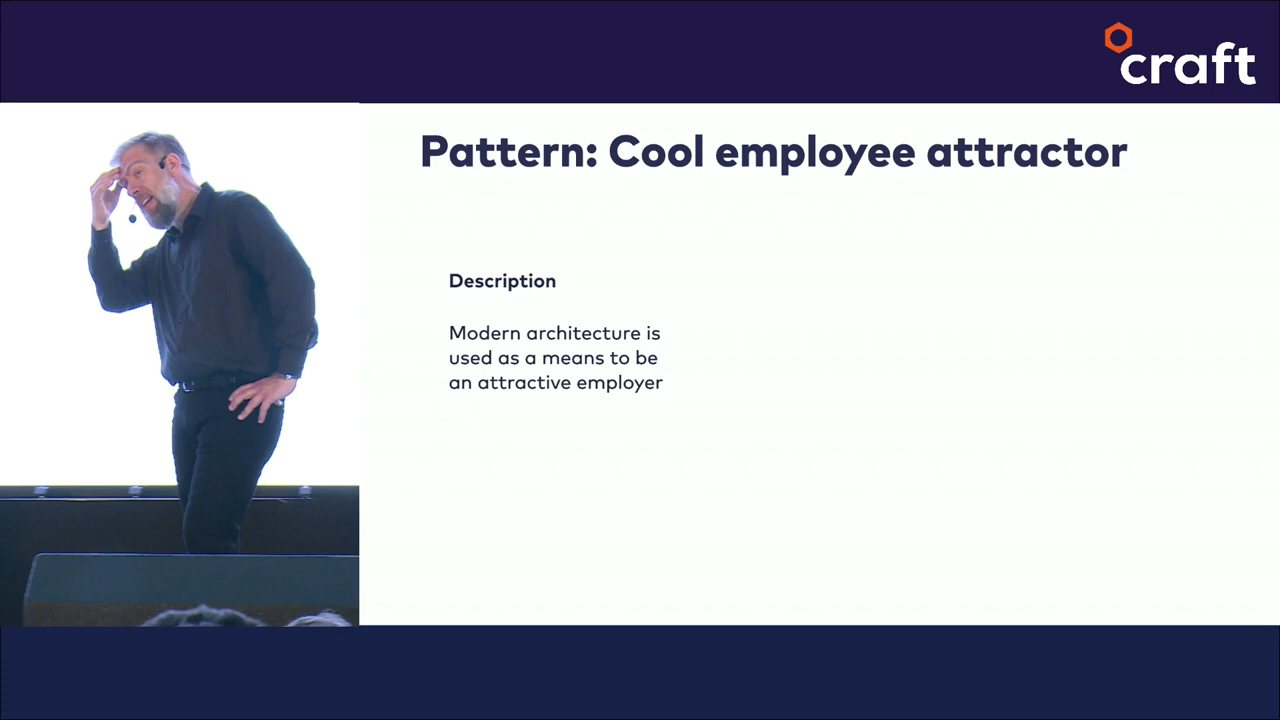 craft
Pattern: Cool employee attractor
Description
Modern architecture is
used as a means to be
an attractive employer